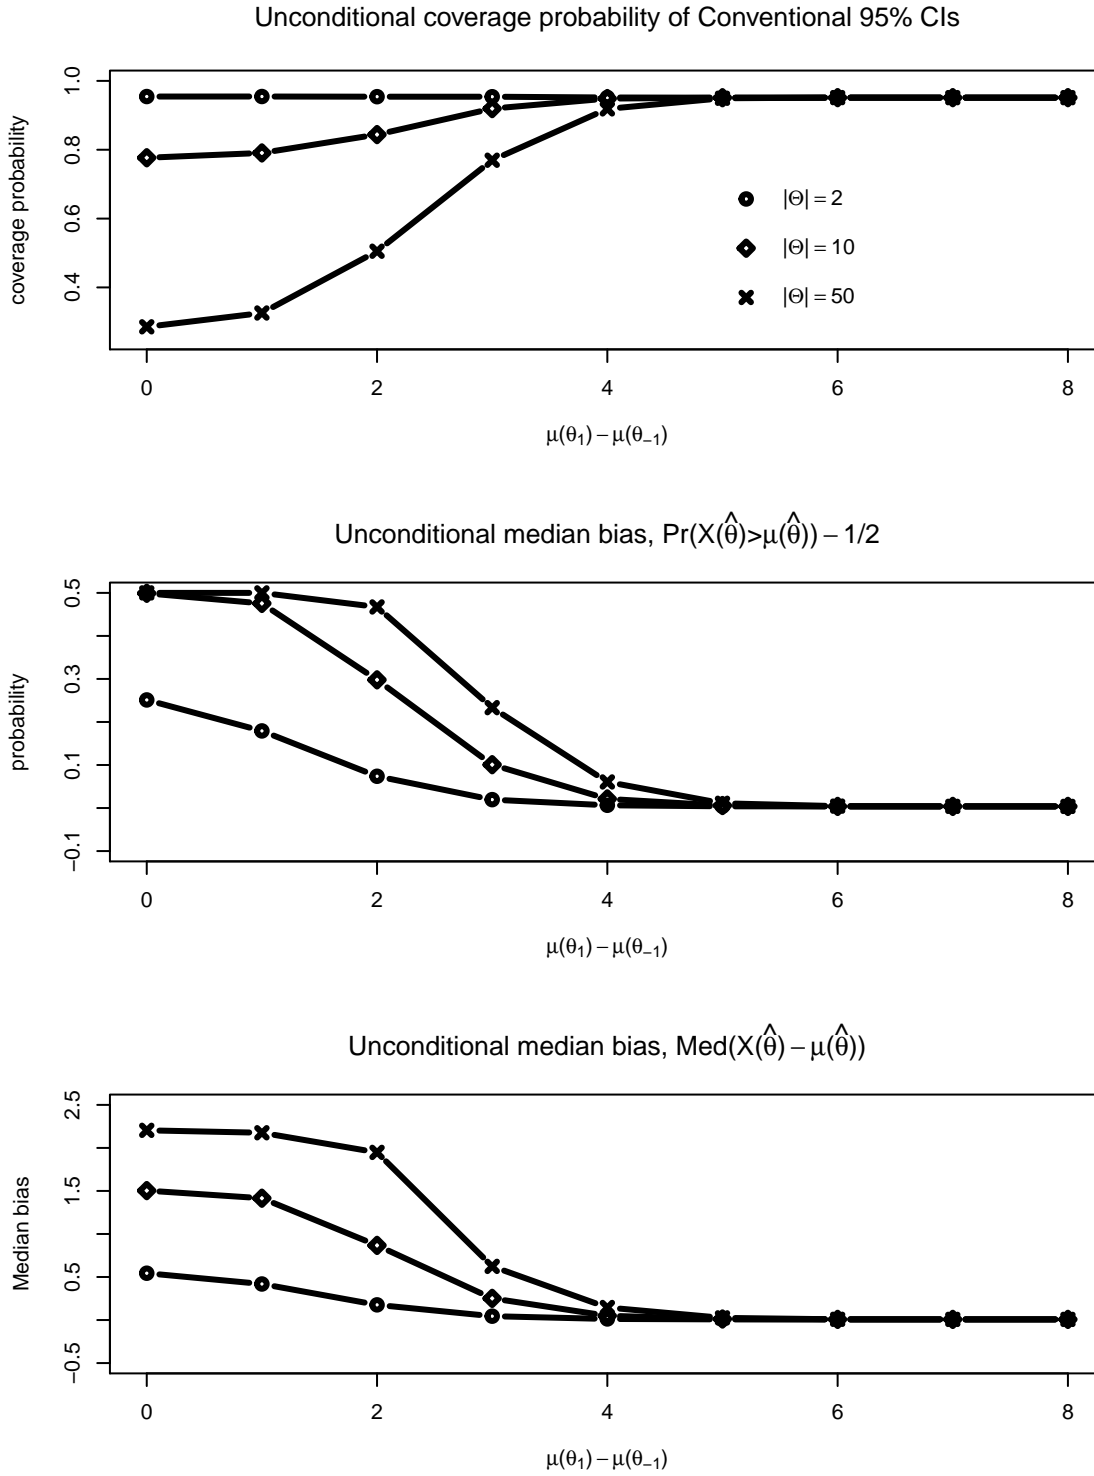 Unconditional coverage probability of Conventional 95% CIs
coverage probability
1.0
0.8
0.6
0.4
|Θ| = 2
|Θ| = 10
|Θ| = 50
0 2 4 6 8
μ(θ₁) − μ(θ₋₁)
Unconditional median bias, Pr(X(θ̂)>μ(θ̂)) − 1/2
probability
0.5
0.3
0.1
−0.1
0 2 4 6 8
μ(θ₁) − μ(θ₋₁)
Unconditional median bias, Med(X(θ̂) − μ(θ̂))
Median bias
2.5
1.5
0.5
−0.5
0 2 4 6 8
μ(θ₁) − μ(θ₋₁)